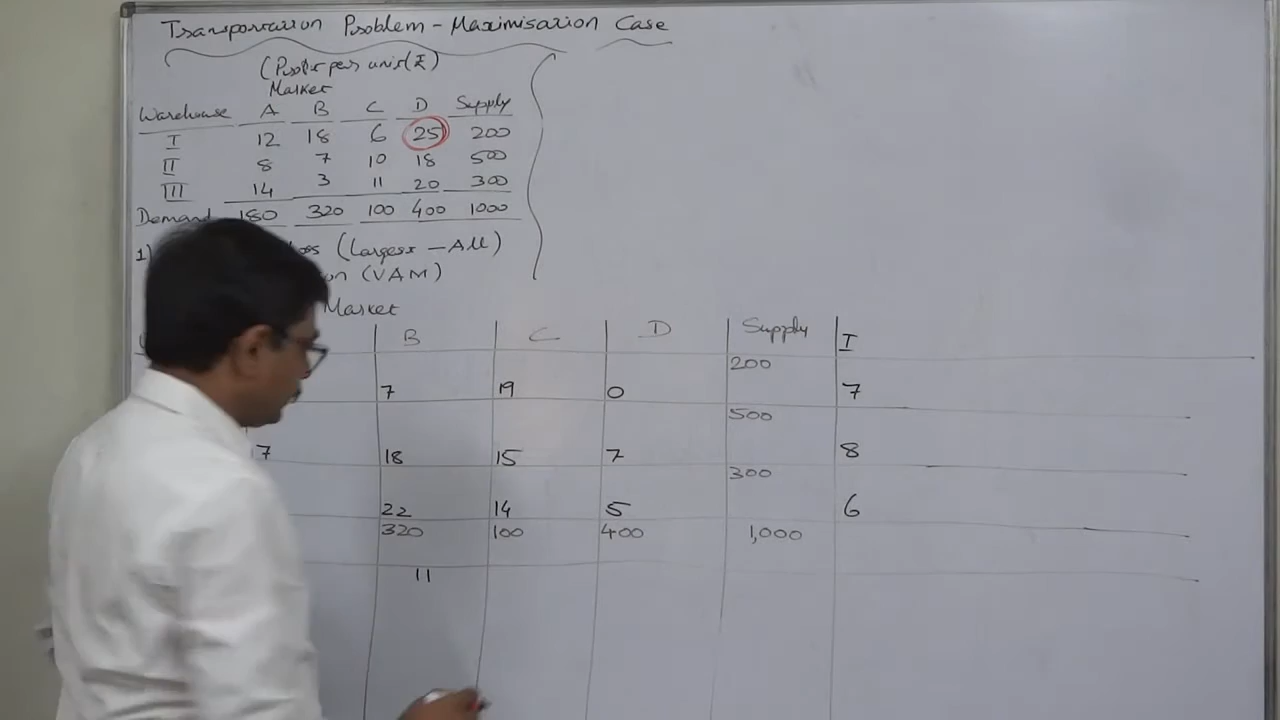 Transportation Problem - Maximisation Case
(Profit per unit (₹)
Market
Warehouse A B C D Supply
I 12 18 6 25 200
II 8 7 10 18 500
III 14 3 11 20 300
Demand 180 320 100 400 1000
1) (Largest - All)
(VAM)
Market
B C D Supply I
200
7 19 0 7
500
17 18 15 7 8
300
22 14 5 6
320 100 400 1,000
11